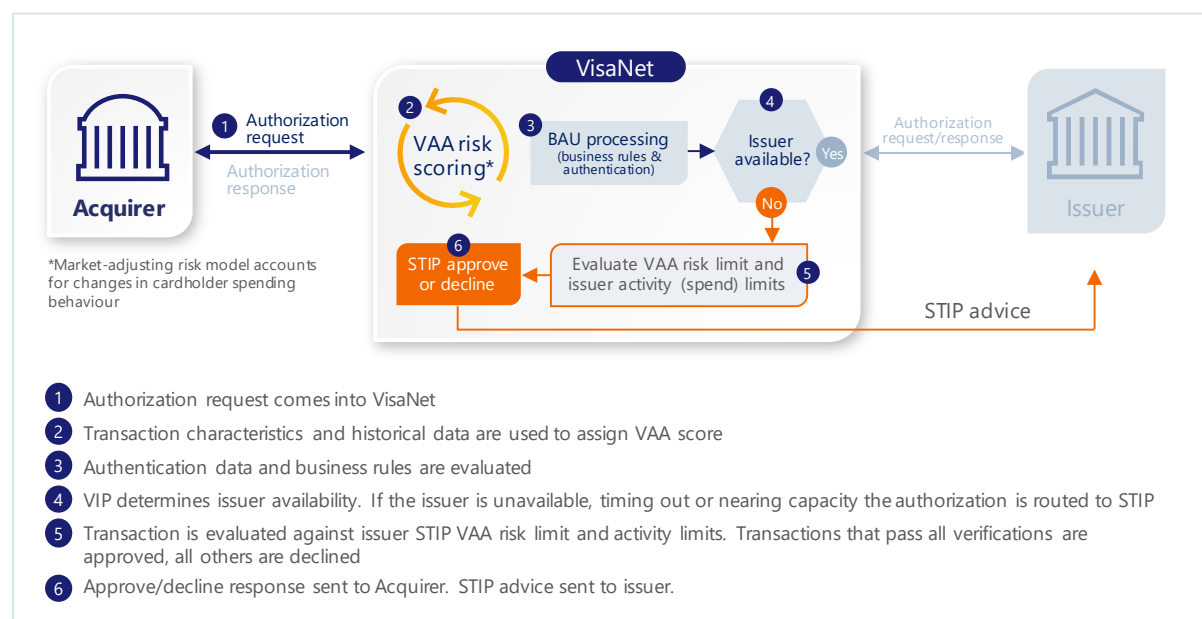 VisaNet
1
Authorization
request
Authorization
response
Acquirer
2
VAA risk
scoring*
3
BAU processing
(business rules &
authentication)
4
Issuer
available?
Yes
No
Authorization
request/response
Issuer
6
STIP approve
or decline
Evaluate VAA risk limit and
issuer activity (spend) limits
5
STIP advice
*Market-adjusting risk model accounts
for changes in cardholder spending
behaviour
1 Authorization request comes into VisaNet
2 Transaction characteristics and historical data are used to assign VAA score
3 Authentication data and business rules are evaluated
4 VIP determines issuer availability. If the issuer is unavailable, timing out or nearing capacity the authorization is routed to STIP
5 Transaction is evaluated against issuer STIP VAA risk limit and activity limits. Transactions that pass all verifications are
approved, all others are declined
6 Approve/decline response sent to Acquirer. STIP advice sent to issuer.